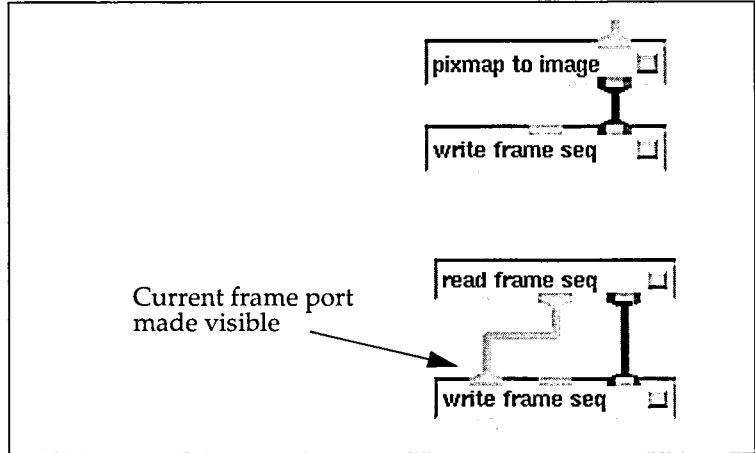 pixmap to image
write frame seq
read frame seq
Current frame port
made visible
write frame seq